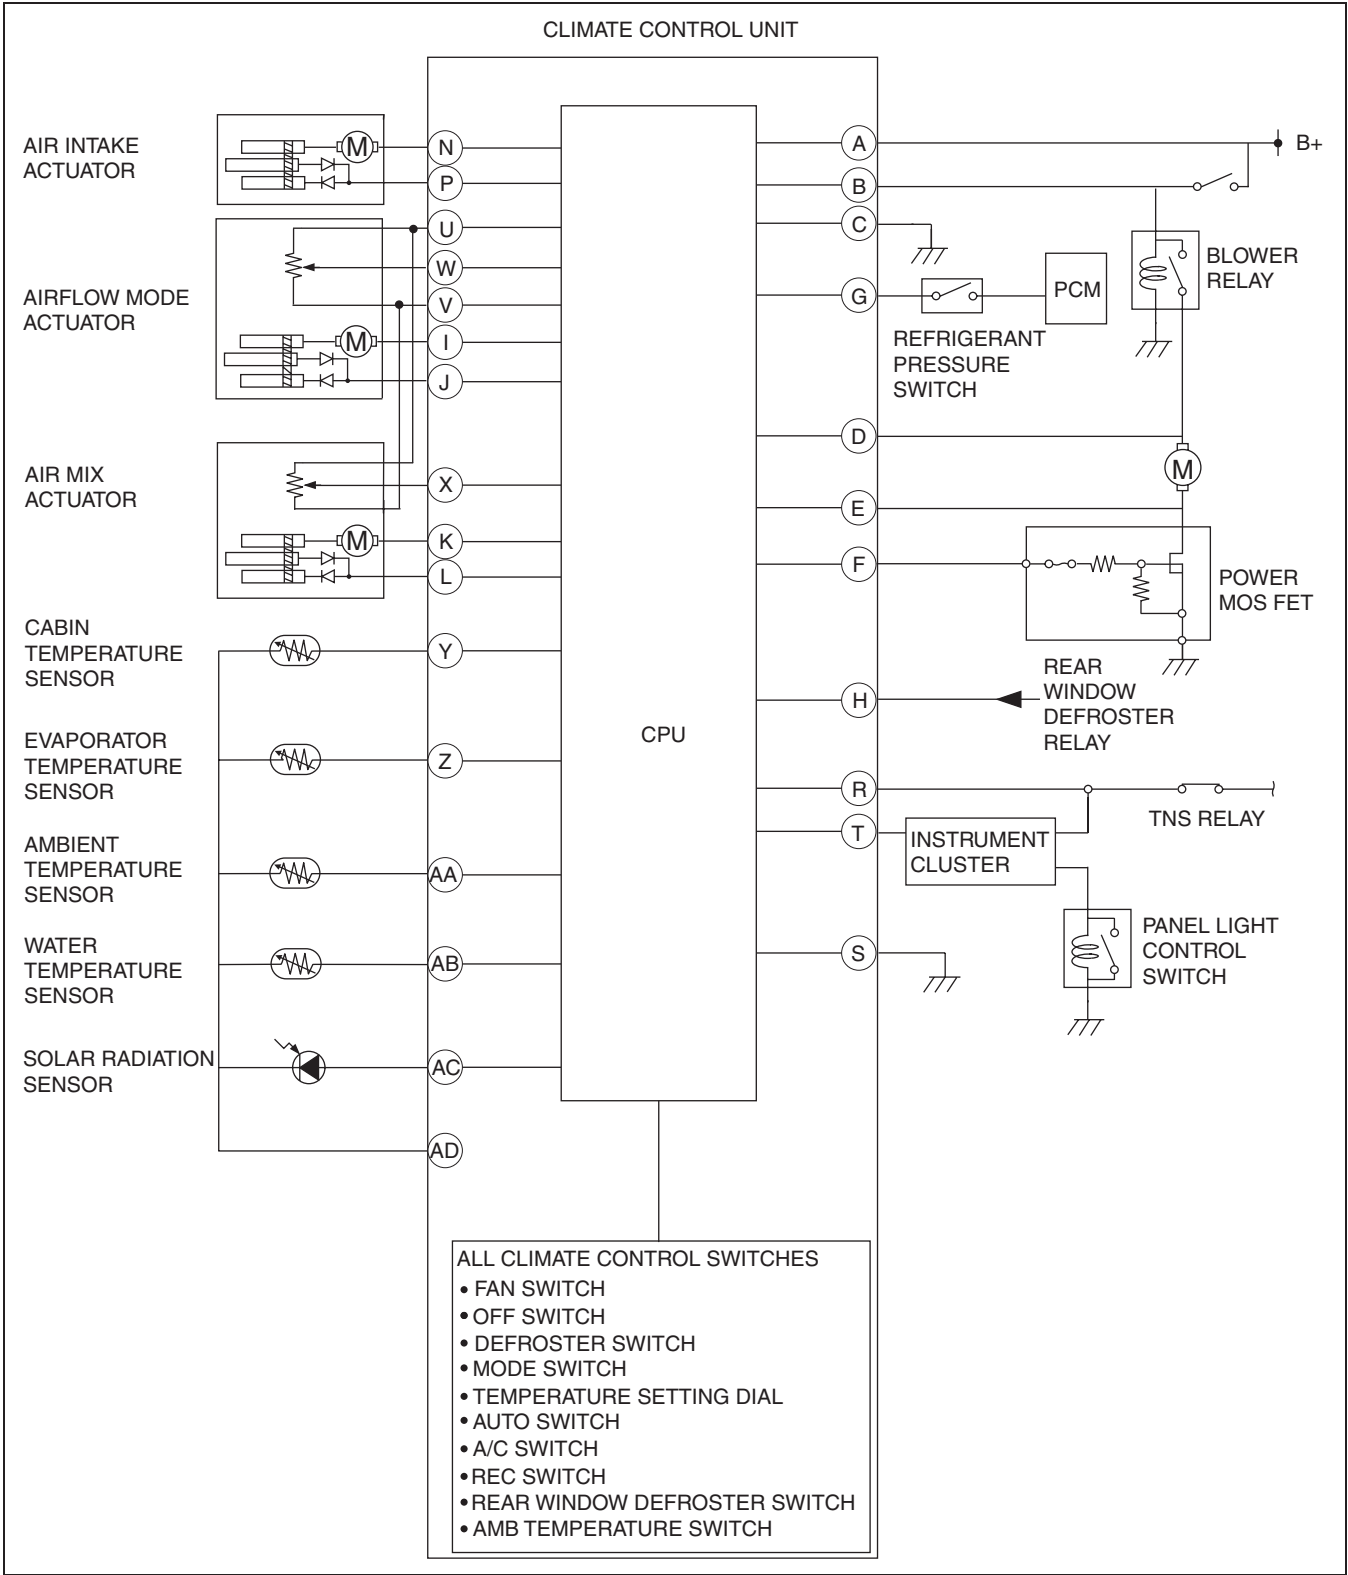 CLIMATE CONTROL UNIT
AIR INTAKE
ACTUATOR
M
N
P
A
B+
B
U
C
W
AIRFLOW MODE
ACTUATOR
V
G
PCM
BLOWER
RELAY
REFRIGERANT
PRESSURE
SWITCH
M
I
J
D
AIR MIX
ACTUATOR
X
M
E
M
K
L
F
POWER
MOS FET
CABIN
TEMPERATURE
SENSOR
Y
REAR
WINDOW
DEFROSTER
RELAY
H
CPU
EVAPORATOR
TEMPERATURE
SENSOR
Z
R
TNS RELAY
T
INSTRUMENT
CLUSTER
AMBIENT
TEMPERATURE
SENSOR
AA
PANEL LIGHT
CONTROL
SWITCH
WATER
TEMPERATURE
SENSOR
AB
S
SOLAR RADIATION
SENSOR
AC
AD
ALL CLIMATE CONTROL SWITCHES
• FAN SWITCH
• OFF SWITCH
• DEFROSTER SWITCH
• MODE SWITCH
• TEMPERATURE SETTING DIAL
• AUTO SWITCH
• A/C SWITCH
• REC SWITCH
• REAR WINDOW DEFROSTER SWITCH
• AMB TEMPERATURE SWITCH